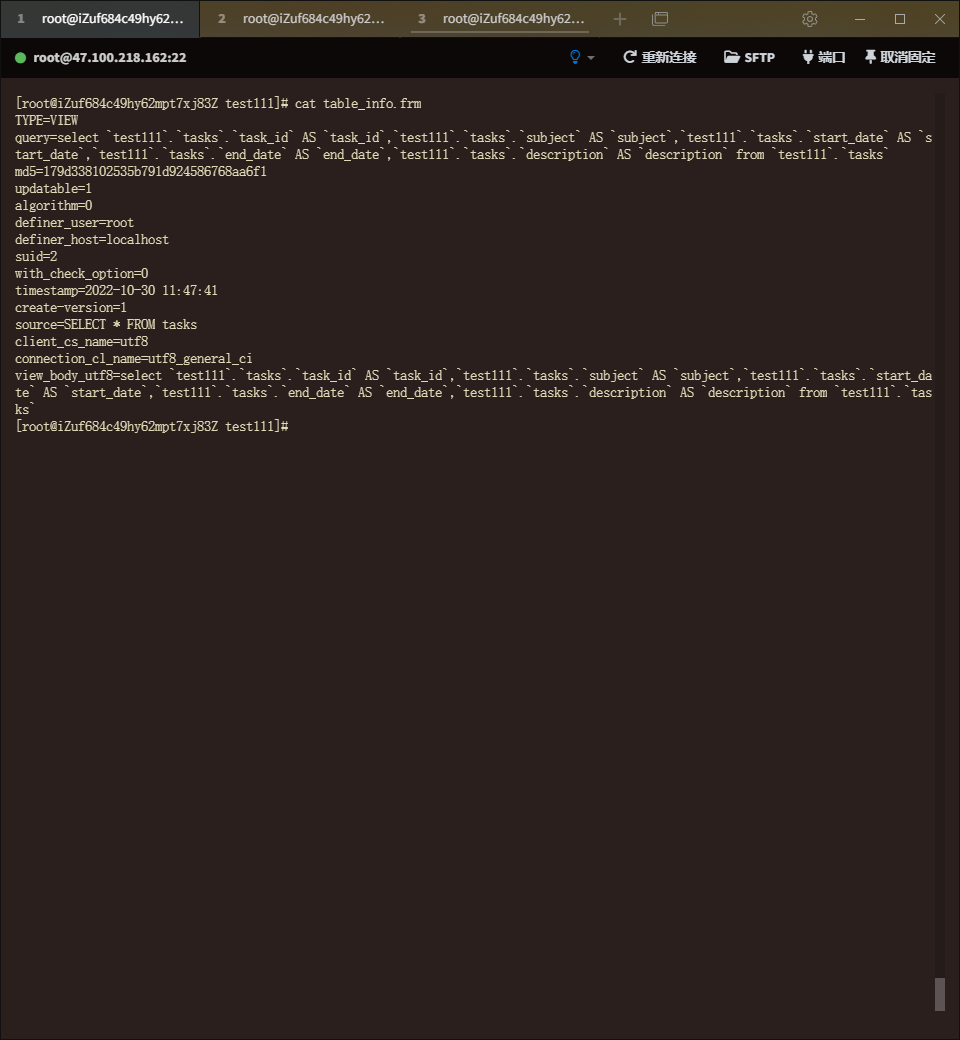 1 root@iZuf684c49hy62... 2 root@iZuf684c49hy62... 3 root@iZuf684c49hy62...
root@47.100.218.162:22 重新连接 SFTP 端口 取消固定
[root@iZuf684c49hy62mpt7xj83Z test111]# cat table_info.frm
TYPE=VIEW
query=select `test111`.`tasks`.`task_id` AS `task_id`,`test111`.`tasks`.`subject` AS `subject`,`test111`.`tasks`.`start_date` AS `s
tart_date`,`test111`.`tasks`.`end_date` AS `end_date`,`test111`.`tasks`.`description` AS `description` from `test111`.`tasks`
md5=179d338102535b791d924586768aa6f1
updatable=1
algorithm=0
definer_user=root
definer_host=localhost
suid=2
with_check_option=0
timestamp=2022-10-30 11:47:41
create-version=1
source=SELECT * FROM tasks
client_cs_name=utf8
connection_cl_name=utf8_general_ci
view_body_utf8=select `test111`.`tasks`.`task_id` AS `task_id`,`test111`.`tasks`.`subject` AS `subject`,`test111`.`tasks`.`start_da
te` AS `start_date`,`test111`.`tasks`.`end_date` AS `end_date`,`test111`.`tasks`.`description` AS `description` from `test111`.`tas
ks`
[root@iZuf684c49hy62mpt7xj83Z test111]#